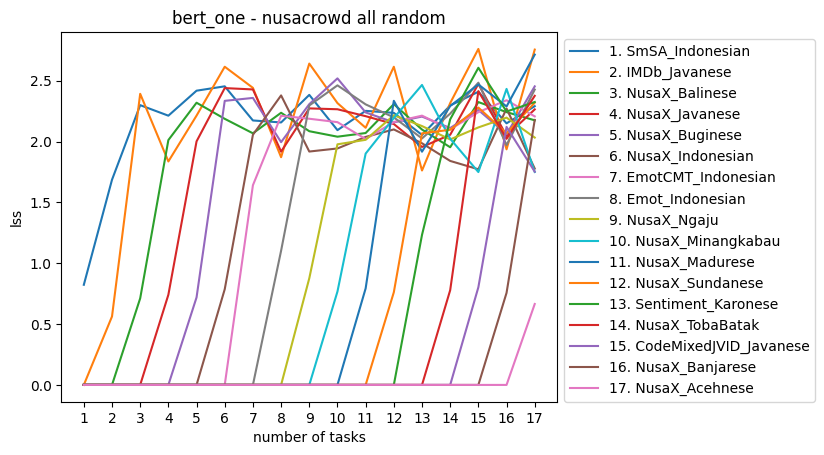 bert_one - nusacrowd all random
lss
2.5
2.0
1.5
1.0
0.5
0.0
1 2 3 4 5 6 7 8 9 10 11 12 13 14 15 16 17
number of tasks
1. SmSA_Indonesian
2. IMDb_Javanese
3. NusaX_Balinese
4. NusaX_Javanese
5. NusaX_Buginese
6. NusaX_Indonesian
7. EmotCMT_Indonesian
8. Emot_Indonesian
9. NusaX_Ngaju
10. NusaX_Minangkabau
11. NusaX_Madurese
12. NusaX_Sundanese
13. Sentiment_Karonese
14. NusaX_TobaBatak
15. CodeMixedJVID_Javanese
16. NusaX_Banjarese
17. NusaX_Acehnese